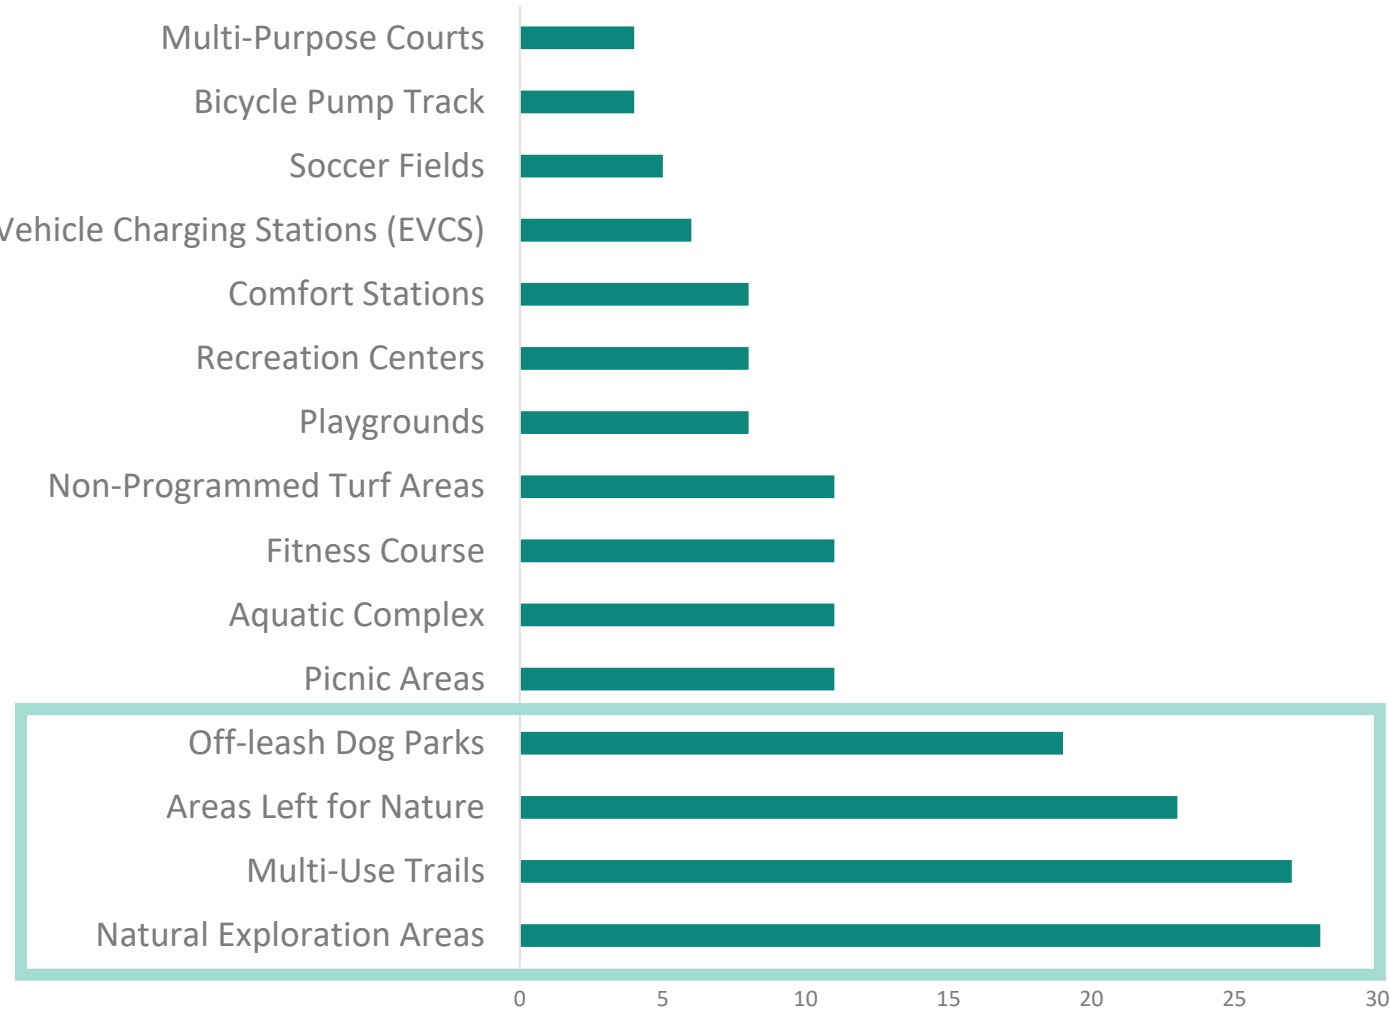 Multi-Purpose Courts
Bicycle Pump Track
Soccer Fields
Vehicle Charging Stations (EVCS)
Comfort Stations
Recreation Centers
Playgrounds
Non-Programmed Turf Areas
Fitness Course
Aquatic Complex
Picnic Areas
Off-leash Dog Parks
Areas Left for Nature
Multi-Use Trails
Natural Exploration Areas
0 5 10 15 20 25 30